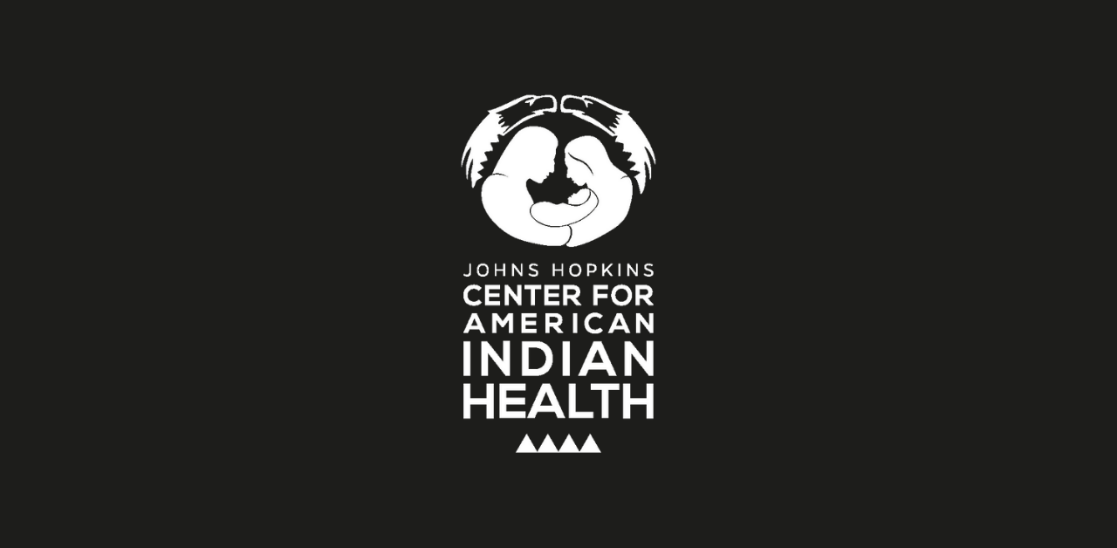 JOHNS HOPKINS
CENTER FOR
AMERICAN
INDIAN
HEALTH